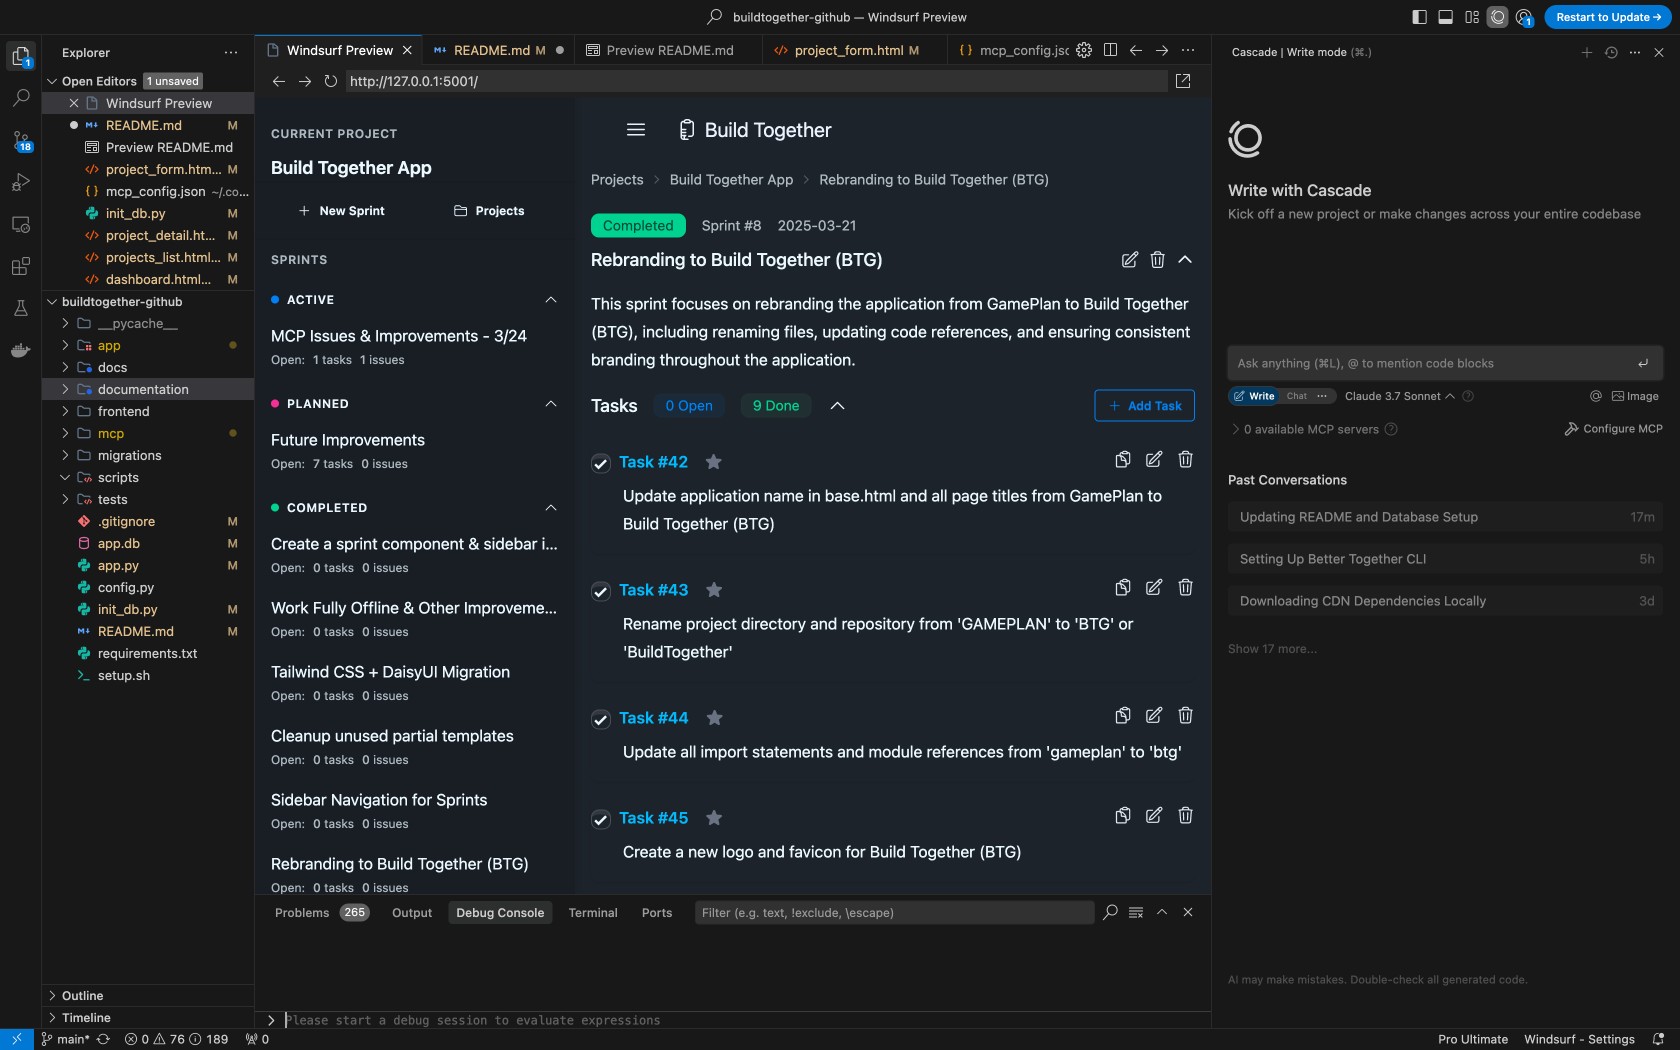 buildtogether-github — Windsurf Preview
1
Restart to Update →
1
18
Explorer
Open Editors
1 unsaved
Windsurf Preview
README.md M
Preview README.md
project_form.htm... M
mcp_config.json ~/.co...
init_db.py M
project_detail.ht... M
projects_list.html... M
dashboard.html... M
buildtogether-github
__pycache__
app
docs
documentation
frontend
mcp
migrations
scripts
tests
.gitignore M
app.db M
app.py M
config.py
init_db.py M
README.md M
requirements.txt
setup.sh
Outline
Timeline
Windsurf Preview
README.md M
Preview README.md
project_form.html M
mcp_config.jsc
http://127.0.0.1:5001/
CURRENT PROJECT
Build Together App
+ New Sprint
Projects
SPRINTS
ACTIVE
MCP Issues & Improvements - 3/24
Open: 1 tasks 1 issues
PLANNED
Future Improvements
Open: 7 tasks 0 issues
COMPLETED
Create a sprint component & sidebar i...
Open: 0 tasks 0 issues
Work Fully Offline & Other Improveme...
Open: 0 tasks 0 issues
Tailwind CSS + DaisyUI Migration
Open: 0 tasks 0 issues
Cleanup unused partial templates
Open: 0 tasks 0 issues
Sidebar Navigation for Sprints
Open: 0 tasks 0 issues
Rebranding to Build Together (BTG)
Open: 0 tasks 0 issues
Build Together
Projects > Build Together App > Rebranding to Build Together (BTG)
Completed Sprint #8 2025-03-21
Rebranding to Build Together (BTG)
This sprint focuses on rebranding the application from GamePlan to Build Together
(BTG), including renaming files, updating code references, and ensuring consistent
branding throughout the application.
Tasks 0 Open 9 Done
+ Add Task
Task #42
Update application name in base.html and all page titles from GamePlan to
Build Together (BTG)
Task #43
Rename project directory and repository from 'GAMEPLAN' to 'BTG' or
'BuildTogether'
Task #44
Update all import statements and module references from 'gameplan' to 'btg'
Task #45
Create a new logo and favicon for Build Together (BTG)
Problems 265 Output Debug Console Terminal Ports
Filter (e.g. text, !exclude, \escape)
Please start a debug session to evaluate expressions
Cascade | Write mode (⌘.)
Write with Cascade
Kick off a new project or make changes across your entire codebase
Ask anything (⌘L), @ to mention code blocks
Write Chat ... Claude 3.7 Sonnet
@ Image
0 available MCP servers
Configure MCP
Past Conversations
Updating README and Database Setup 17m
Setting Up Better Together CLI 5h
Downloading CDN Dependencies Locally 3d
Show 17 more...
AI may make mistakes. Double-check all generated code.
main* 0 76 189 0
Pro Ultimate Windsurf - Settings